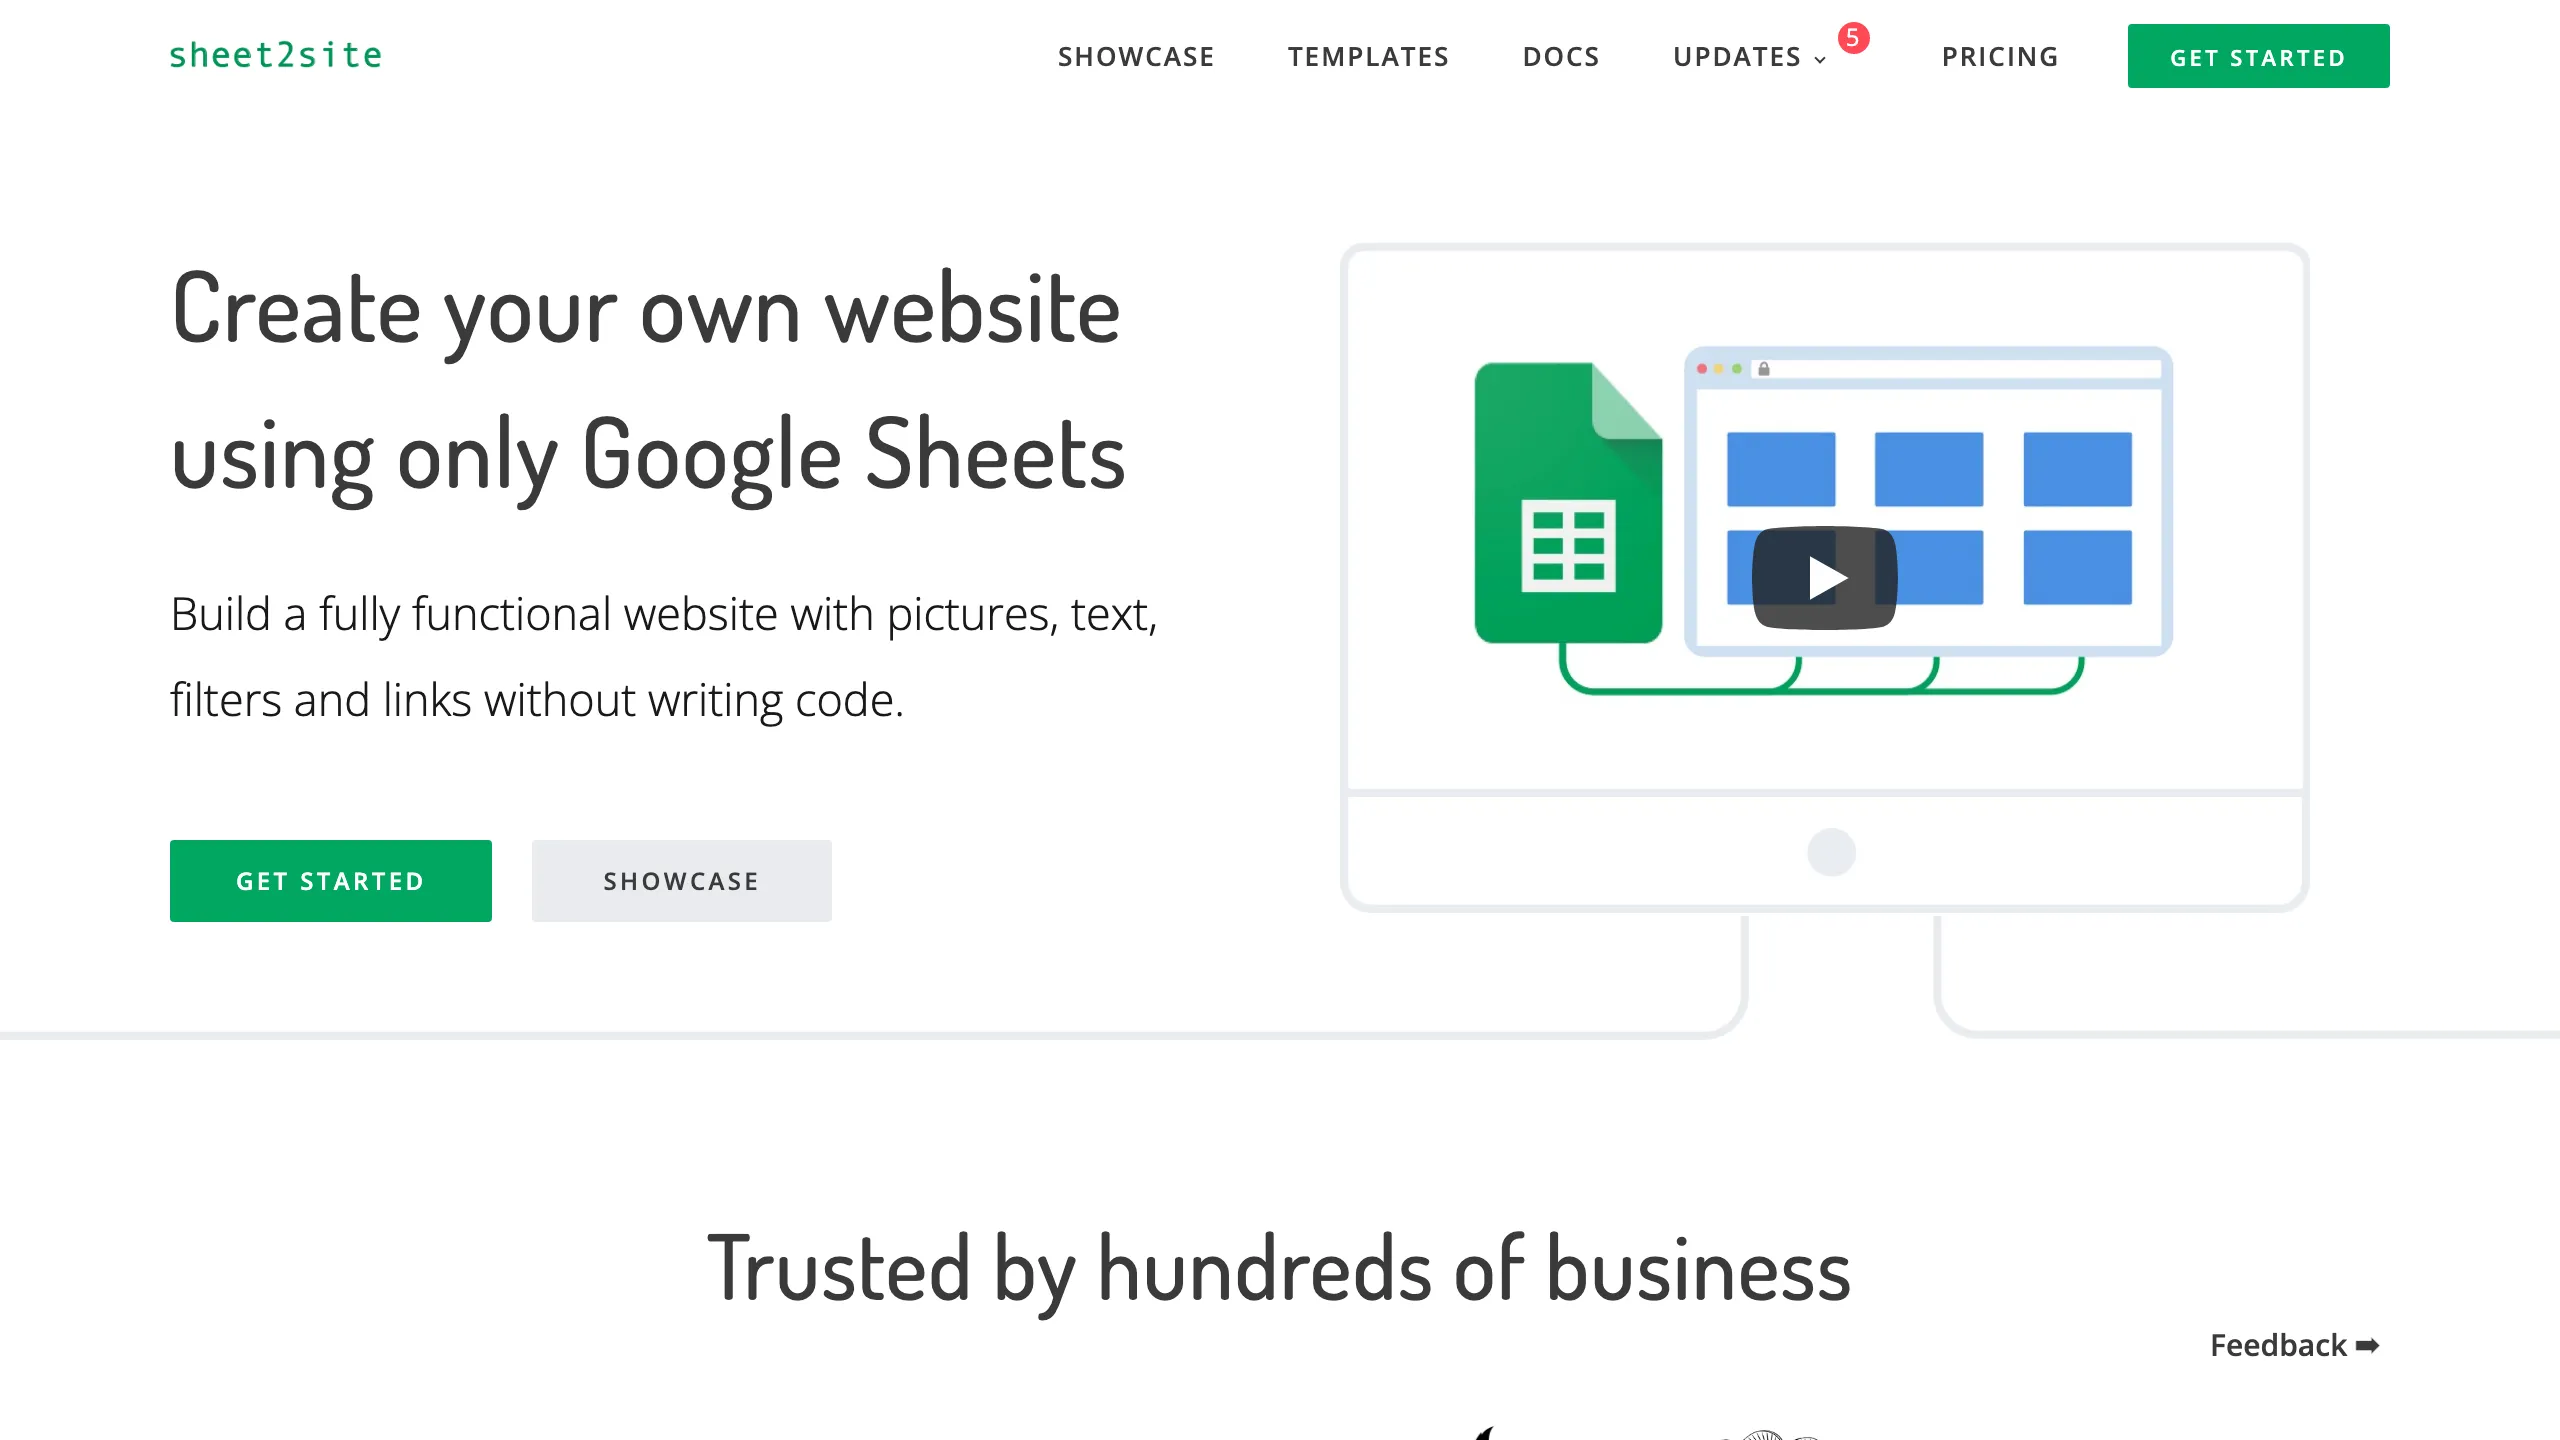 sheet2site
SHOWCASE
TEMPLATES
DOCS
UPDATES
5
PRICING
GET STARTED
Create your own website
using only Google Sheets
Build a fully functional website with pictures, text,
filters and links without writing code.
GET STARTED
SHOWCASE
Trusted by hundreds of business
Feedback ➡